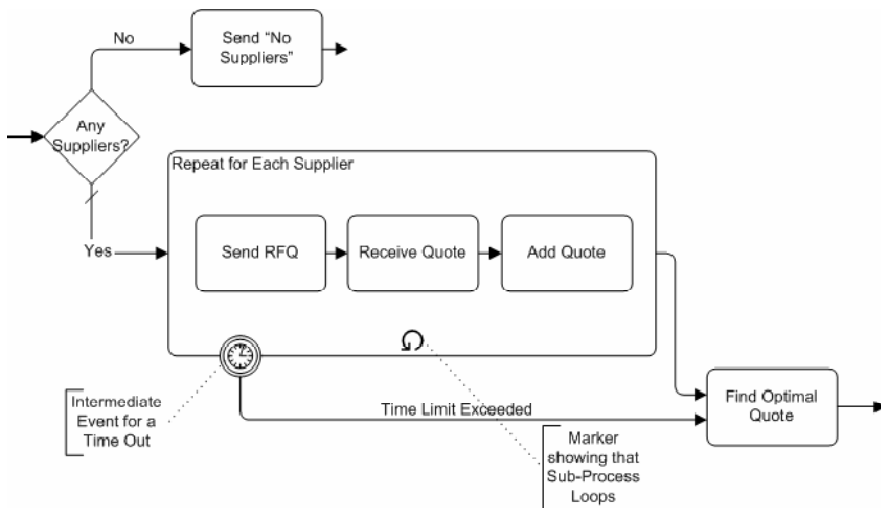 No
Send “No
Suppliers”
Any
Suppliers?
Repeat for Each Supplier
Yes
Send RFQ
Receive Quote
Add Quote
Intermediate
Event for a
Time Out
Time Limit Exceeded
Find Optimal
Quote
Marker
showing that
Sub-Process
Loops